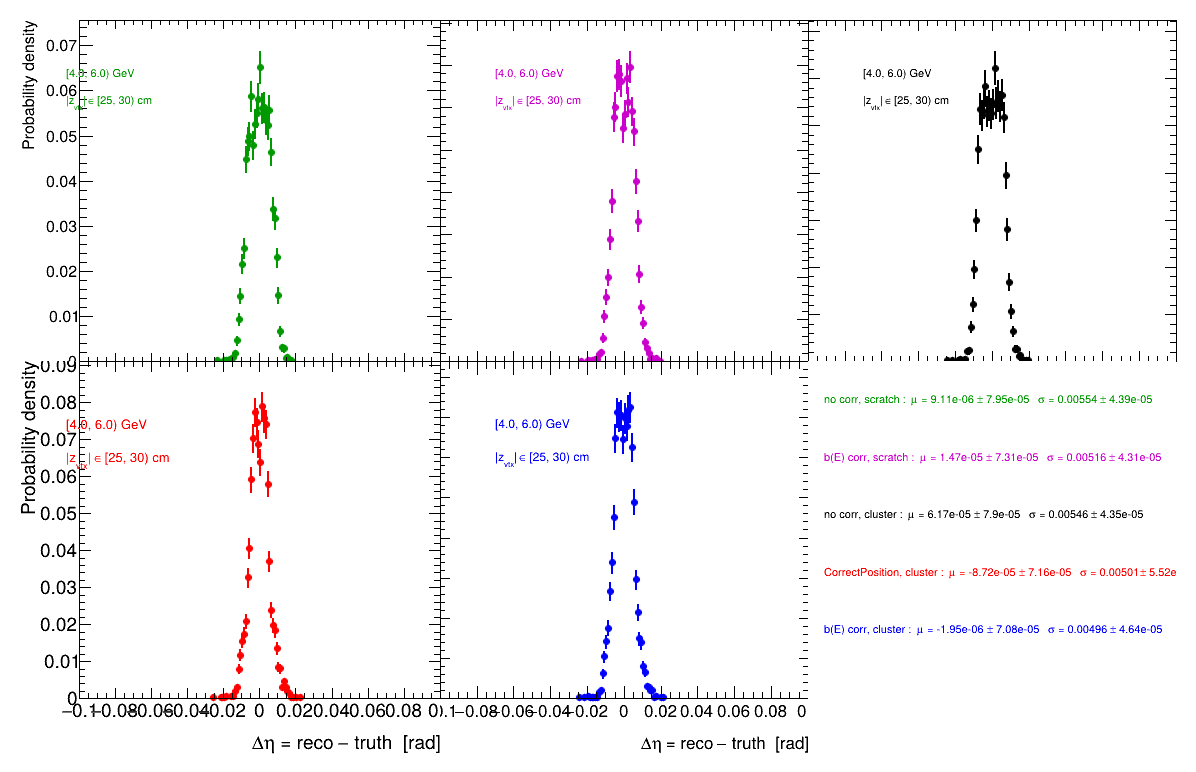 Probability density
0.07
0.06
0.05
0.04
0.03
0.02
0.01
0
[4.0, 6.0) GeV
|z_vtx| ∈ [25, 30) cm
[4.0, 6.0) GeV
|z_vtx| ∈ [25, 30) cm
[4.0, 6.0) GeV
|z_vtx| ∈ [25, 30) cm
Probability density
0.09
0.08
0.07
0.06
0.05
0.04
0.03
0.02
0.01
0
[4.0, 6.0) GeV
|z_vtx| ∈ [25, 30) cm
[4.0, 6.0) GeV
|z_vtx| ∈ [25, 30) cm
−0.1 −0.08 −0.06 −0.04 −0.02 0 0.02 0.04 0.06 0.08 0.1
−0.08 −0.06 −0.04 −0.02 0 0.02 0.04 0.06 0.08 0
Δη = reco − truth [rad]
Δη = reco − truth [rad]
no corr, scratch : μ = 9.11e-06 ± 7.95e-05 σ = 0.00554 ± 4.39e-05
b(E) corr, scratch : μ = 1.47e-05 ± 7.31e-05 σ = 0.00516 ± 4.31e-05
no corr, cluster : μ = 6.17e-05 ± 7.9e-05 σ = 0.00546 ± 4.35e-05
CorrectPosition, cluster : μ = -8.72e-05 ± 7.16e-05 σ = 0.00501 ± 5.52e
b(E) corr, cluster : μ = -1.95e-06 ± 7.08e-05 σ = 0.00496 ± 4.64e-05